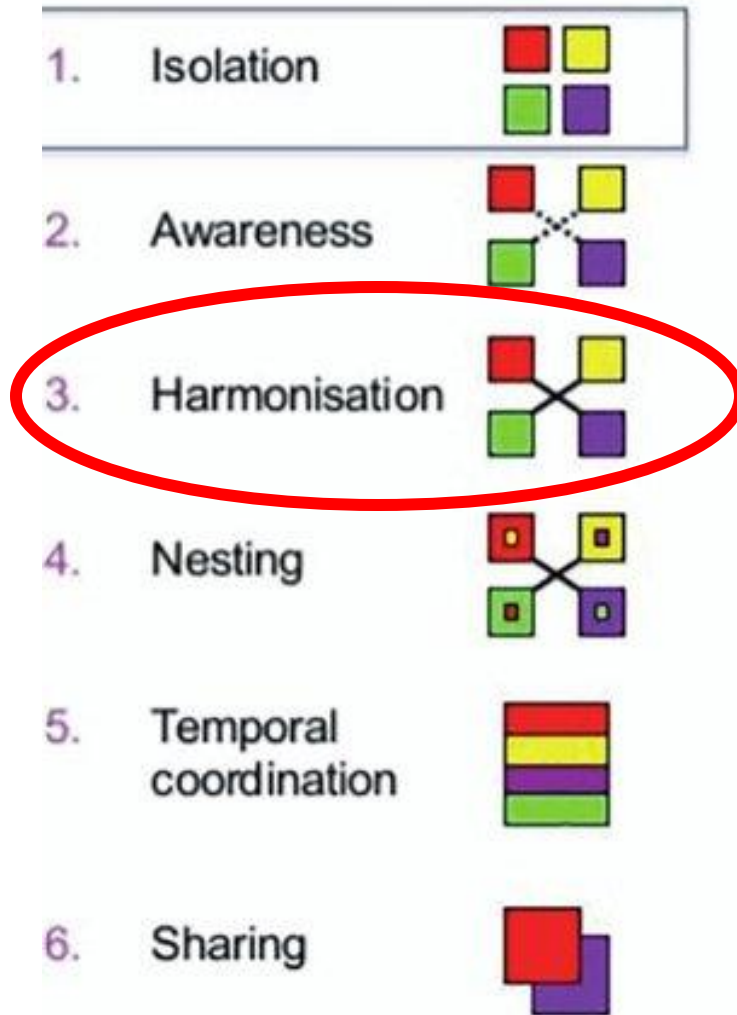 1. Isolation
2. Awareness
3. Harmonisation
4. Nesting
5. Temporal
coordination
6. Sharing